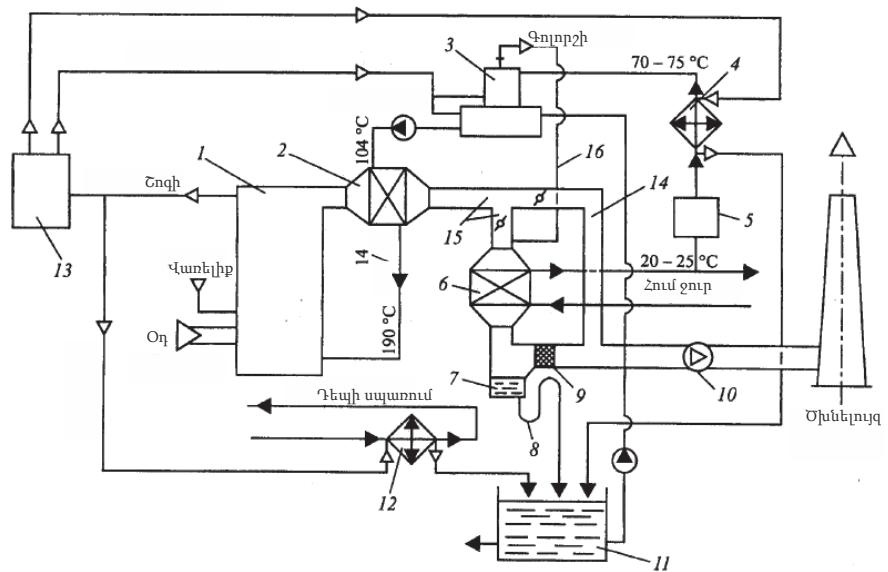 Գոլորշի
3
70 – 75 °C
4
104 °C
1
2
16
14
Շոգի
15
5
13
14
20 – 25 °C
Վառելիք
6
Հում ջուր
Օդ
190 °C
7
9
10
Դեպի սպառում
8
Ծխնելույզ
12
11